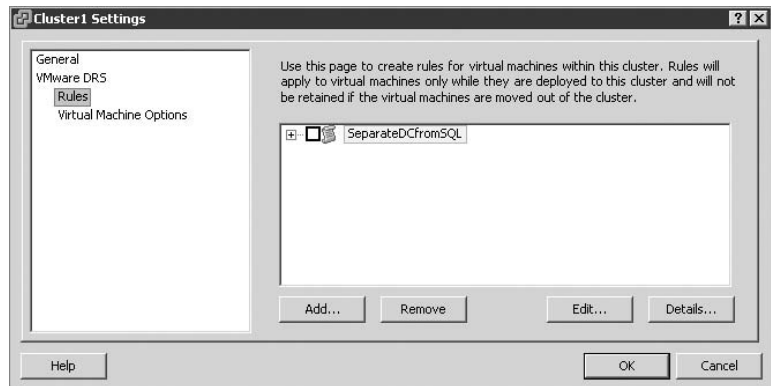 Cluster1 Settings
General
VMware DRS
Rules
Virtual Machine Options
Use this page to create rules for virtual machines within this cluster. Rules will
apply to virtual machines only while they are deployed to this cluster and will not
be retained if the virtual machines are moved out of the cluster.
SeparateDCfromSQL
Add...
Remove
Edit...
Details...
Help
OK
Cancel